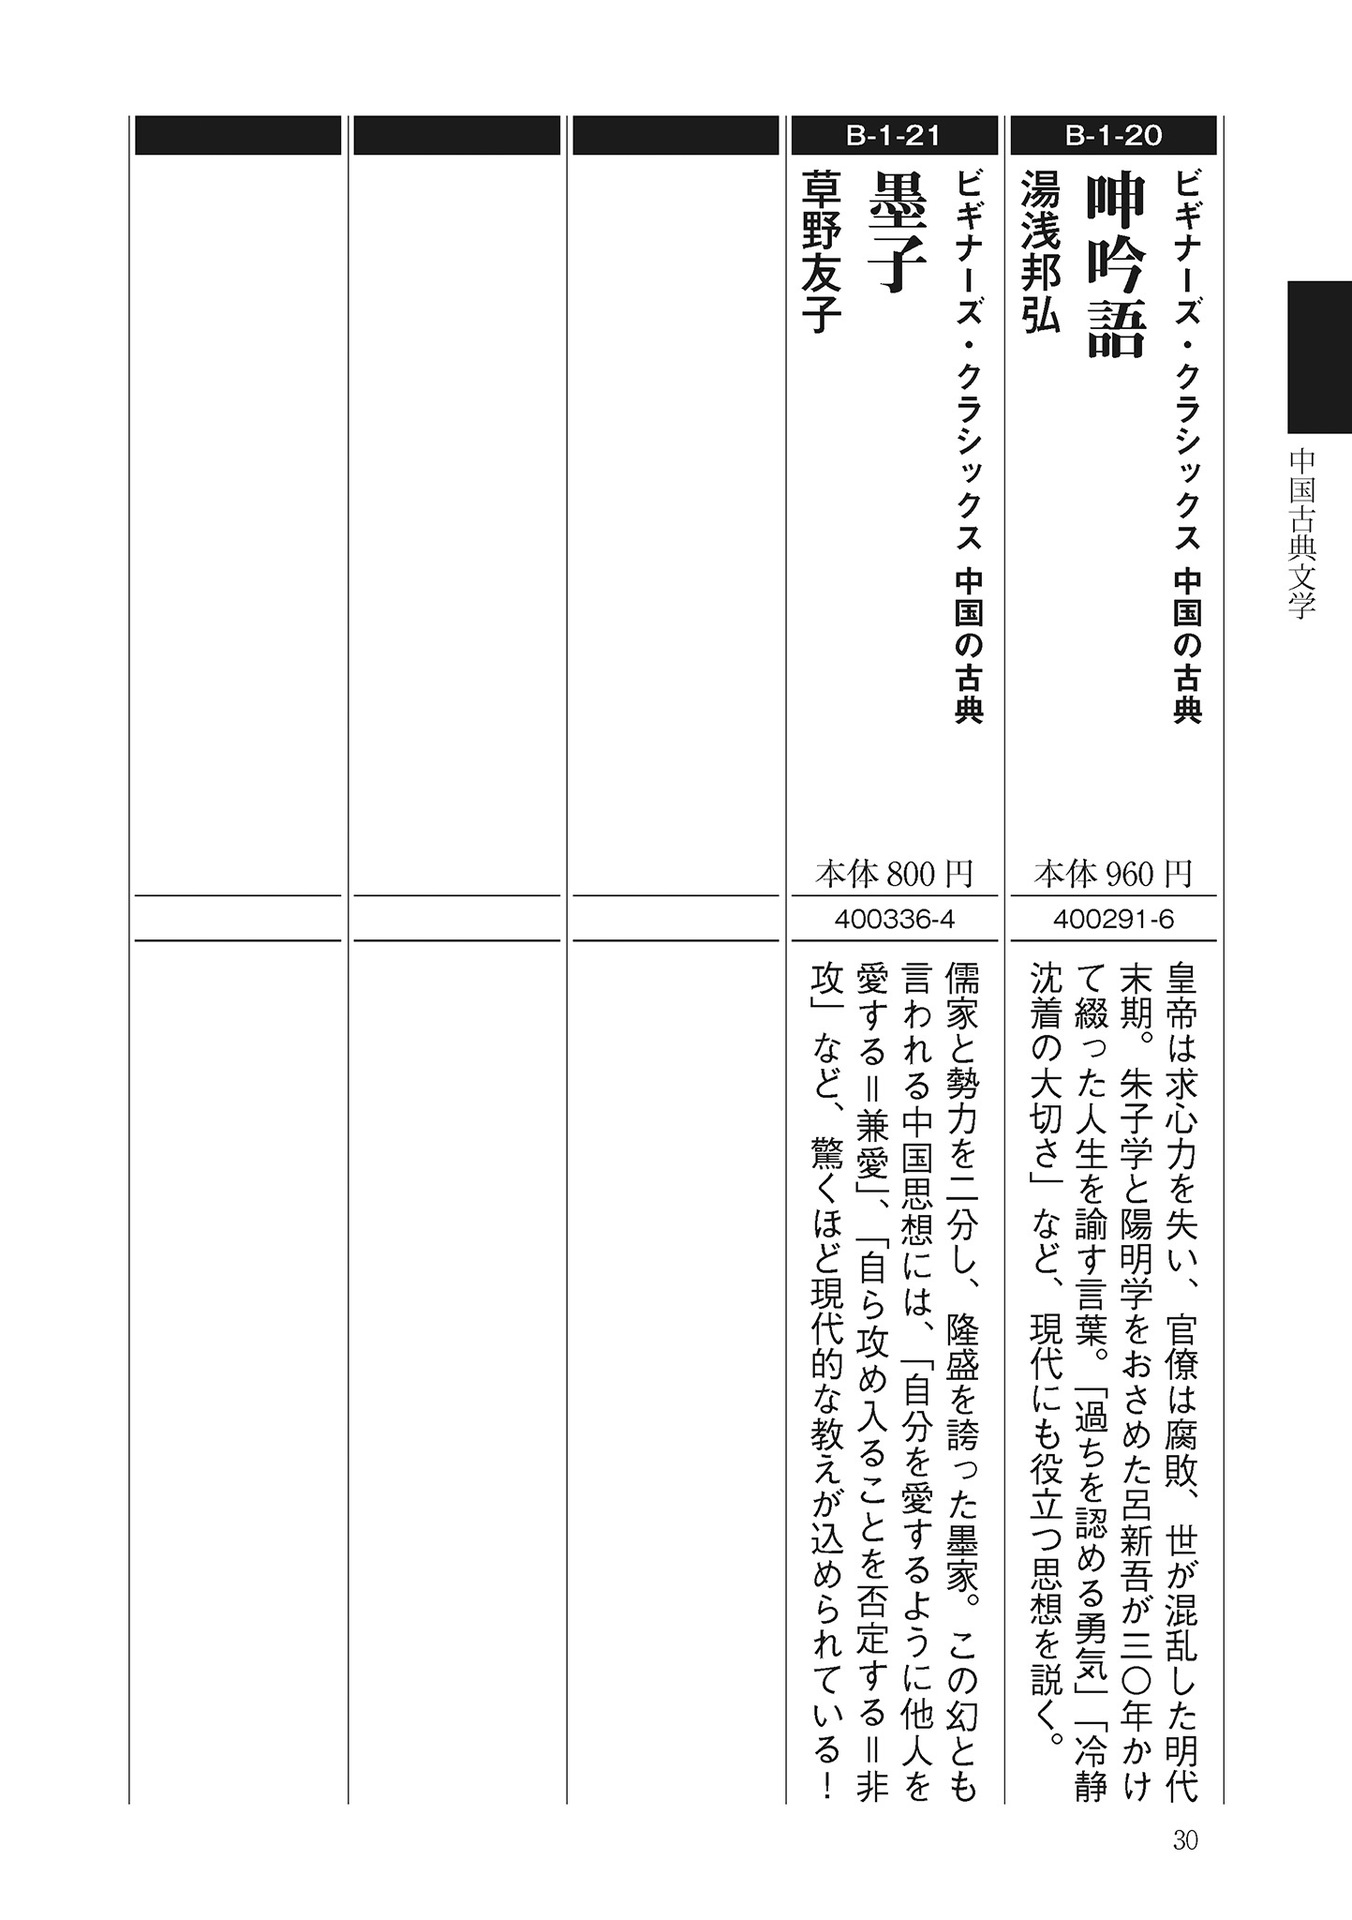 中国古典文学
B-1-20
ビギナーズ・クラックス 中国の古典
呻吟語
湯浅邦弘
本体960円
400291-6
皇帝は求心力を失い、官僚は腐敗、世が混乱した明代
末期。朱子学と陽明学をおさめた呂新吾が三〇年かけ
て綴った人生を諭す言葉。「過ちを認める勇気」「冷静
沈着の大切さ」など、現代にも役立つ思想を説く。
B-1-21
ビギナーズ・クラシックス 中国の古典
墨子
草野友子
本体800円
400336-4
儒家と勢力を二分し、隆盛を誇った墨家。この幻とも
言われる中国思想には、「自分を愛するように他人を
愛する＝兼愛」、「自ら攻め入ることを否定する＝非
攻」など、驚くほど現代的な教えが込められている！
30